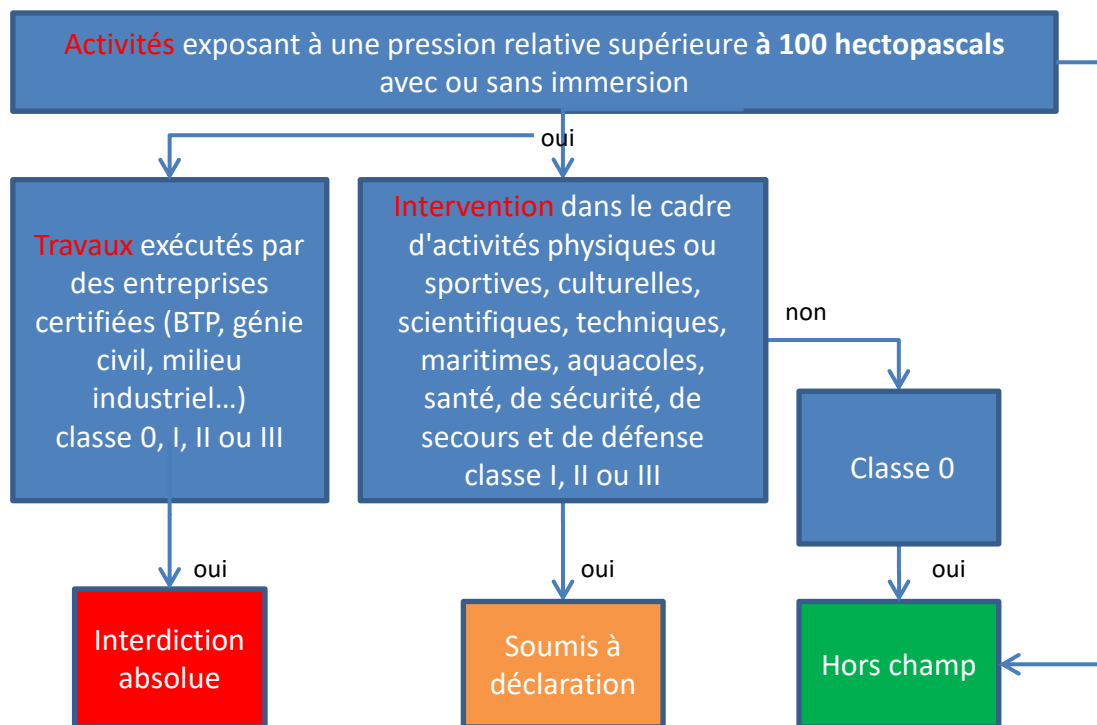 Activités exposant à une pression relative supérieure à 100 hectopascals
avec ou sans immersion
oui
Travaux exécutés par
des entreprises
certifiées (BTP, génie
civil, milieu
industriel…)
classe 0, I, II ou III
Intervention dans le cadre
d'activités physiques ou
sportives, culturelles,
scientifiques, techniques,
maritimes, aquacoles,
santé, de sécurité, de
secours et de défense
classe I, II ou III
non
Classe 0
oui
oui
oui
Interdiction
absolue
Soumis à
déclaration
Hors champ